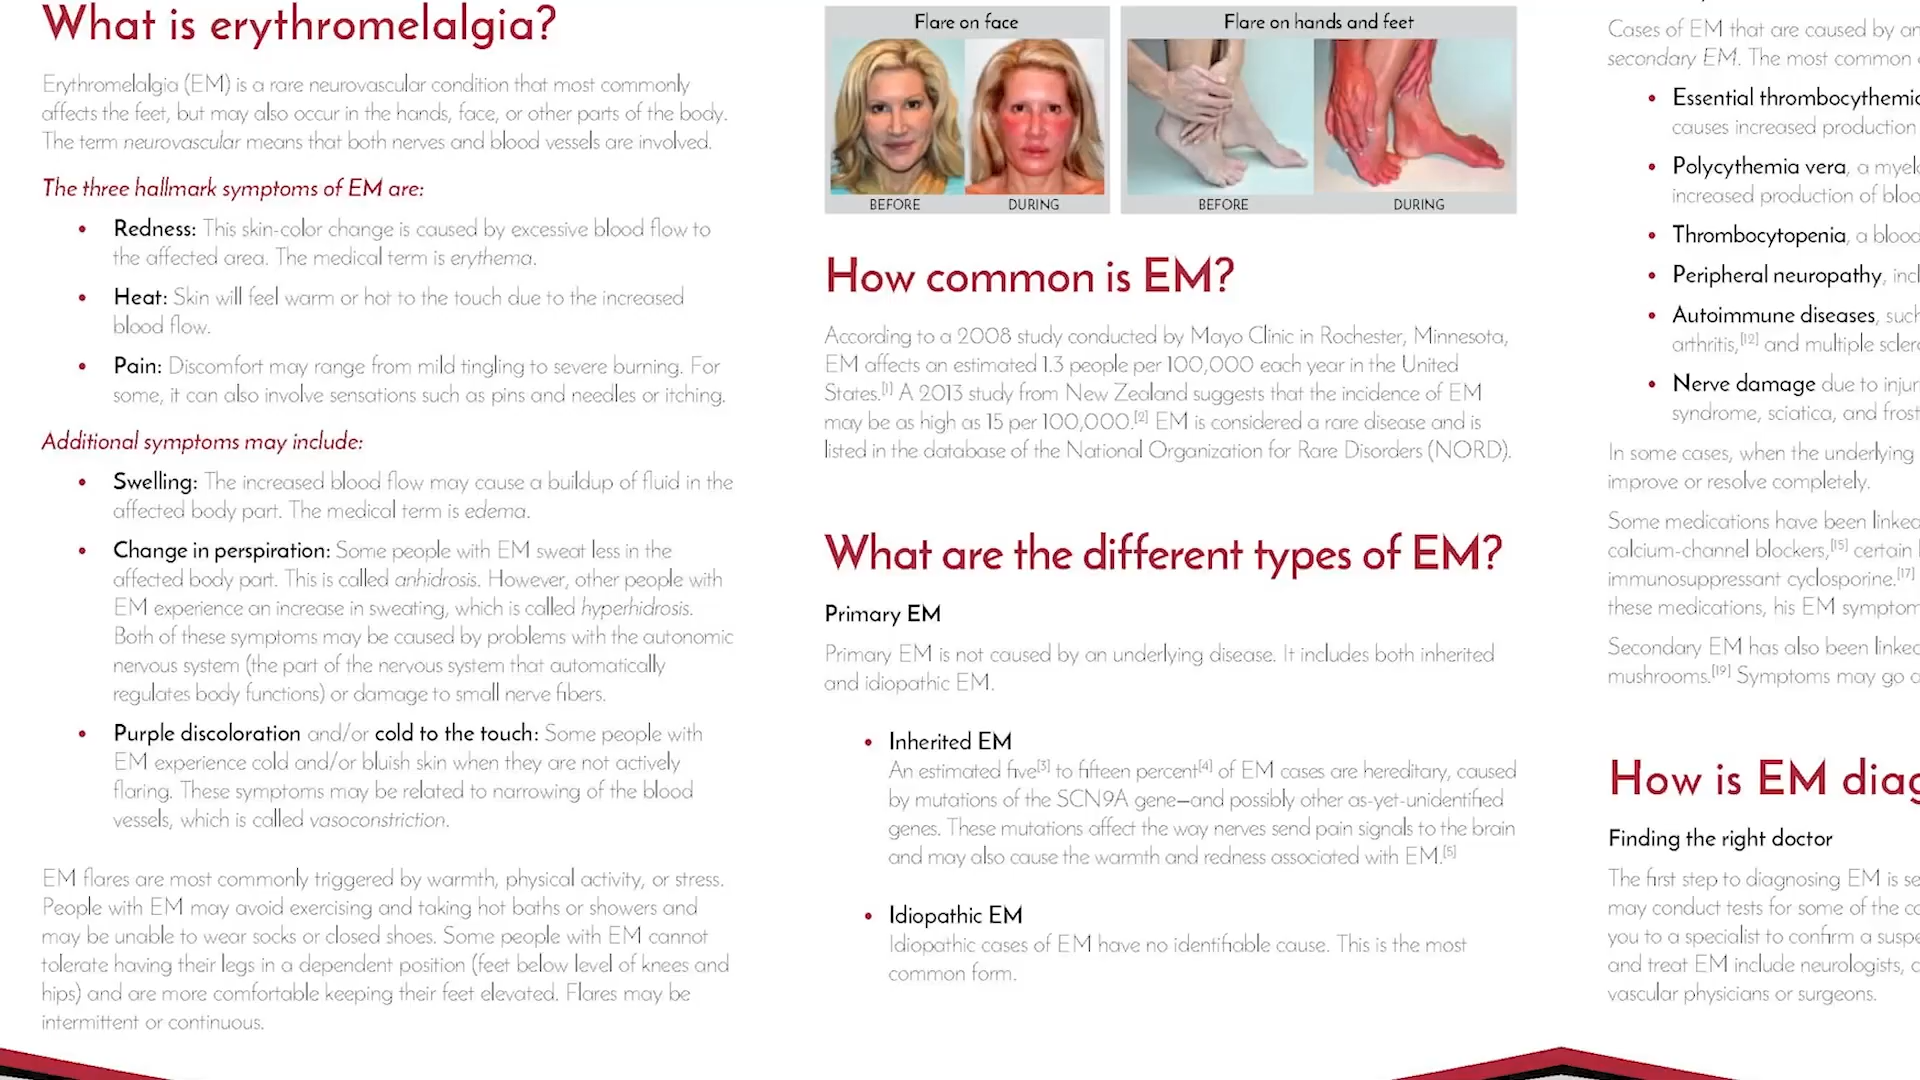 What is erythromelalgia?
Erythromelalgia (EM) is a rare neurovascular condition that most commonly
affects the feet, but may also occur in the hands, face, or other parts of the body.
The term neurovascular means that both nerves and blood vessels are involved.
The three hallmark symptoms of EM are:
• Redness: This skin-color change is caused by excessive blood flow to
the affected area. The medical term is erythema.
• Heat: Skin will feel warm or hot to the touch due to the increased
blood flow.
• Pain: Discomfort may range from mild tingling to severe burning. For
some, it can also involve sensations such as pins and needles or itching.
Additional symptoms may include:
• Swelling: The increased blood flow may cause a buildup of fluid in the
affected body part. The medical term is edema.
• Change in perspiration: Some people with EM sweat less in the
affected body part. This is called anhidrosis. However, other people with
EM experience an increase in sweating, which is called hyperhidrosis.
Both of these symptoms may be caused by problems with the autonomic
nervous system (the part of the nervous system that automatically
regulates body functions) or damage to small nerve fibers.
• Purple discoloration and/or cold to the touch: Some people with
EM experience cold and/or bluish skin when they are not actively
flaring. These symptoms may be related to narrowing of the blood
vessels, which is called vasoconstriction.
EM flares are most commonly triggered by warmth, physical activity, or stress.
People with EM may avoid exercising and taking hot baths or showers and
may be unable to wear socks or closed shoes. Some people with EM cannot
tolerate having their legs in a dependent position (feet below level of knees and
hips) and are more comfortable keeping their feet elevated. Flares may be
intermittent or continuous.
Flare on face
BEFORE
DURING
Flare on hands and feet
BEFORE
DURING
How common is EM?
According to a 2008 study conducted by Mayo Clinic in Rochester, Minnesota,
EM affects an estimated 1.3 people per 100,000 each year in the United
States.[1] A 2013 study from New Zealand suggests that the incidence of EM
may be as high as 15 per 100,000.[2] EM is considered a rare disease and is
listed in the database of the National Organization for Rare Disorders (NORD).
What are the different types of EM?
Primary EM
Primary EM is not caused by an underlying disease. It includes both inherited
and idiopathic EM.
• Inherited EM
An estimated five[3] to fifteen percent[4] of EM cases are hereditary, caused
by mutations of the SCN9A gene—and possibly other as-yet-unidentified
genes. These mutations affect the way nerves send pain signals to the brain
and may also cause the warmth and redness associated with EM.[5]
• Idiopathic EM
Idiopathic cases of EM have no identifiable cause. This is the most
common form.
Cases of EM that are caused by an
secondary EM. The most common
• Essential thrombocythemia
causes increased production
• Polycythemia vera, a myel
increased production of bloo
• Thrombocytopenia, a blood
• Peripheral neuropathy, incl
• Autoimmune diseases, such
arthritis,[12] and multiple sclero
• Nerve damage due to injur
syndrome, sciatica, and frost
In some cases, when the underlying
improve or resolve completely.
Some medications have been linked
calcium-channel blockers,[15] certain
immunosuppressant cyclosporine.[17]
these medications, his EM symptom
Secondary EM has also been linked
mushrooms.[19] Symptoms may go a
How is EM diag
Finding the right doctor
The first step to diagnosing EM is se
may conduct tests for some of the co
you to a specialist to confirm a suspe
and treat EM include neurologists, c
vascular physicians or surgeons.